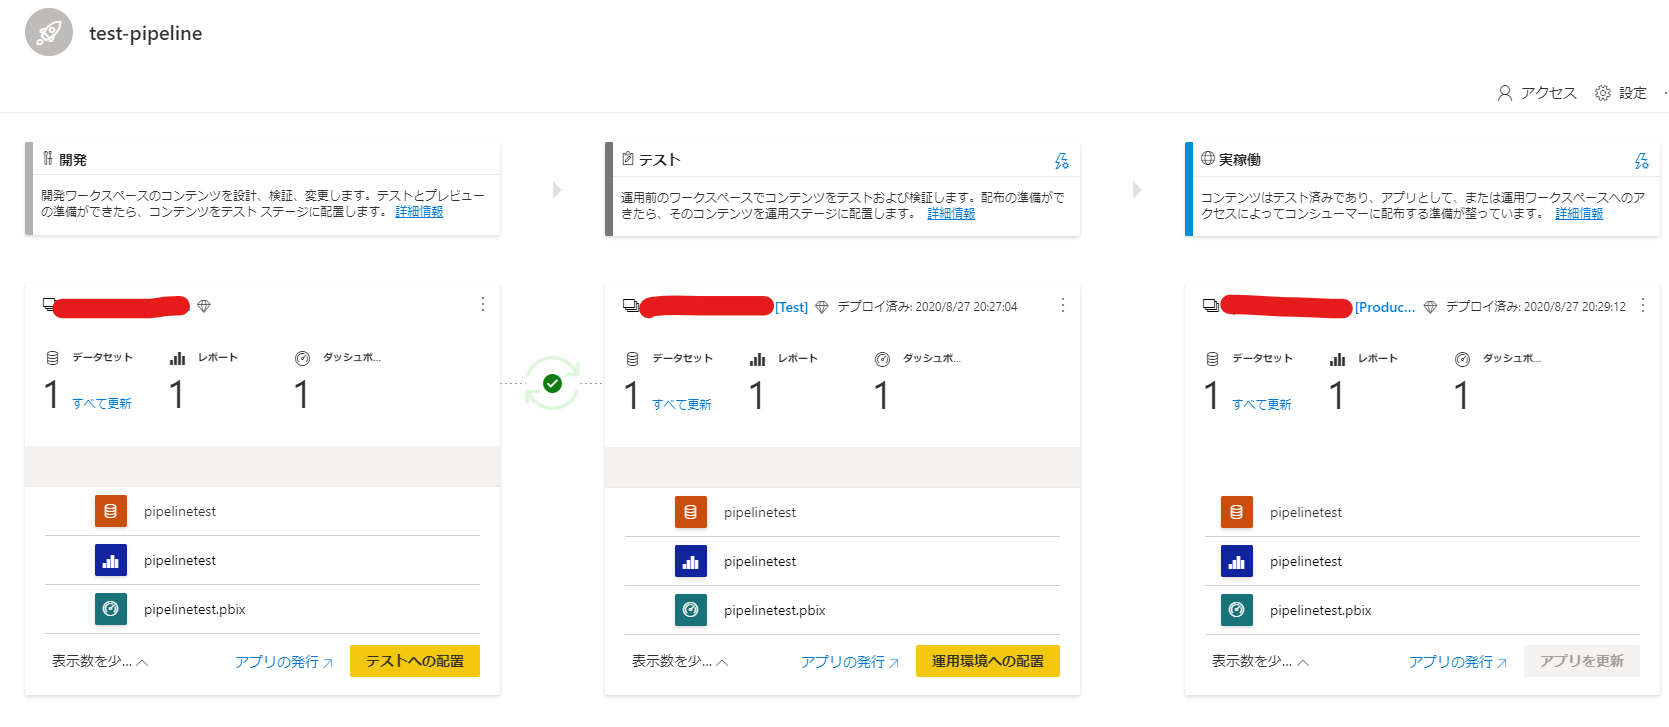 test-pipeline
アクセス
設定
開発
開発ワークスペースのコンテンツを設計、検証、変更します。テストとプレビュー
の準備ができたら、コンテンツをテスト ステージに配置します。 詳細情報
テスト
運用前のワークスペースでコンテンツをテストおよび検証します。配布の準備がで
きたら、そのコンテンツを運用ステージに配置します。 詳細情報
実稼働
コンテンツはテスト済みであり、アプリとして、または運用ワークスペースへのア
クセスによってコンシューマーに配布する準備が整っています。 詳細情報
データセット
レポート
ダッシュボ...
1
すべて更新
1
1
pipelinetest
pipelinetest
pipelinetest.pbix
表示数を少...
アプリの発行
テストへの配置
[Test]
デプロイ済み: 2020/8/27 20:27:04
データセット
レポート
ダッシュボ...
1
すべて更新
1
1
pipelinetest
pipelinetest
pipelinetest.pbix
表示数を少...
アプリの発行
運用環境への配置
[Produc...
デプロイ済み: 2020/8/27 20:29:12
データセット
レポート
ダッシュボ...
1
すべて更新
1
1
pipelinetest
pipelinetest
pipelinetest.pbix
表示数を少...
アプリの発行
アプリを更新